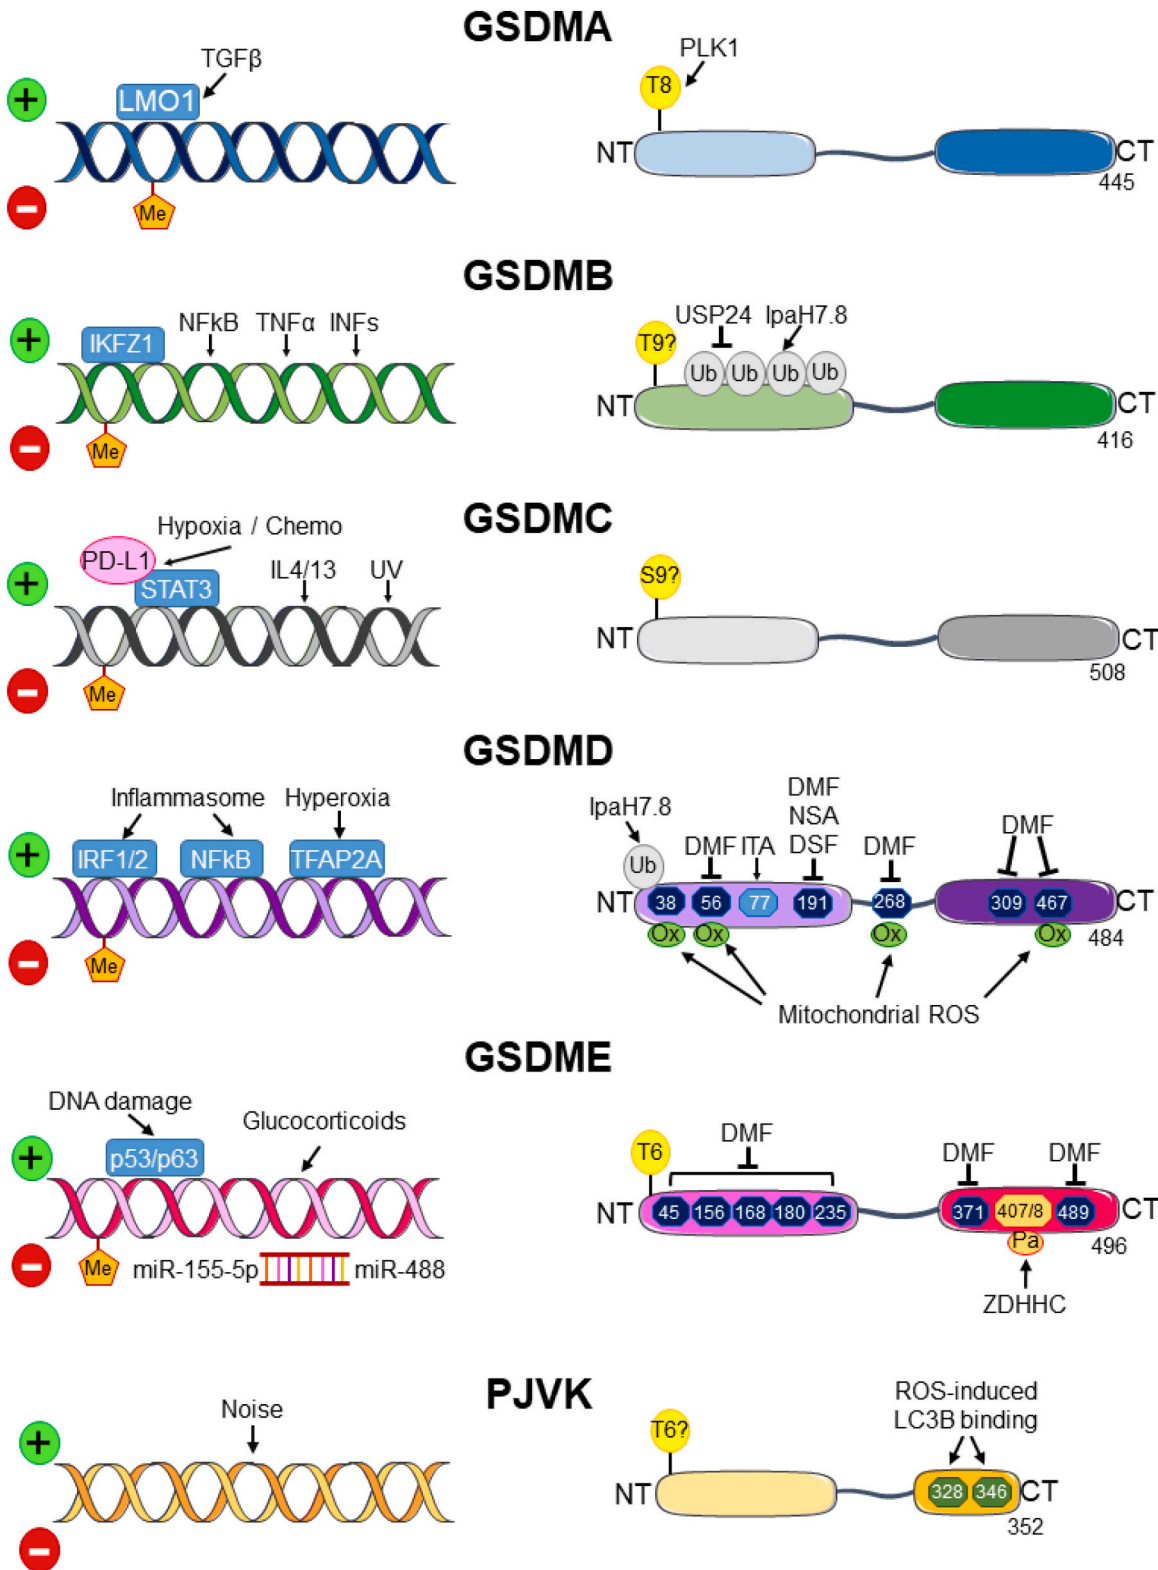 GSDMA
TGFβ
LMO1
+
Me
−
PLK1
T8
NT
CT
445
GSDMB
NFkB TNFα INFs
IKFZ1
+
Me
−
USP24 IpaH7.8
T9?
Ub Ub Ub Ub
NT
CT
416
GSDMC
Hypoxia / Chemo
PD-L1
STAT3
IL4/13 UV
+
Me
−
S9?
NT
CT
508
GSDMD
Inflammasome Hyperoxia
IRF1/2 NFkB TFAP2A
+
Me
−
IpaH7.8
Ub
DMF ITA
DMF
NSA
DSF
DMF
DMF
NT
38 56 77 191 268 309 467
CT
484
Ox Ox Ox Ox
Mitochondrial ROS
GSDME
DNA damage
Glucocorticoids
p53/p63
+
Me
−
miR-155-5p miR-488
T6
DMF
DMF DMF
NT
45 156 168 180 235 371 407/8 489
CT
496
Pa
ZDHHC
PJVK
Noise
+
−
T6?
ROS-induced
LC3B binding
NT
328 346
CT
352